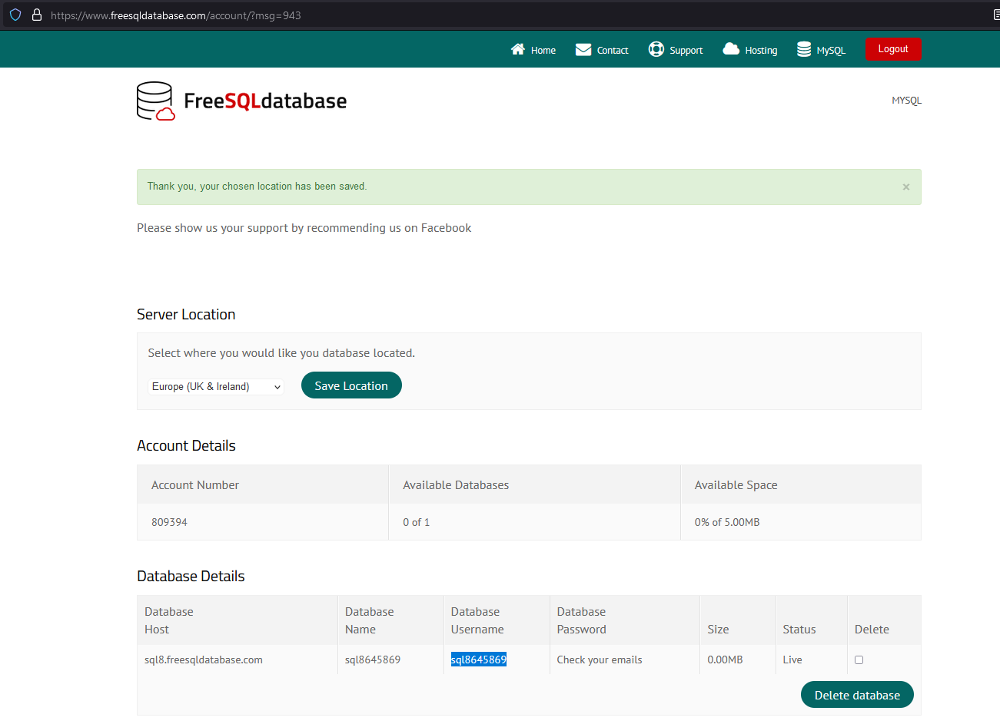 https://www.freesqldatabase.com/account/?msg=943
Home Contact Support Hosting MySQL Logout
FreeSQLdatabase
MYSQL
Thank you, your chosen location has been saved. ×
Please show us your support by recommending us on Facebook
Server Location
Select where you would like you database located.
Europe (UK & Ireland) Save Location
Account Details
Account Number Available Databases Available Space
809394 0 of 1 0% of 5.00MB
Database Details
Database Host Database Name Database Username Database Password Size Status Delete
sql8.freesqldatabase.com sql8645869 sql8645869 Check your emails 0.00MB Live
Delete database